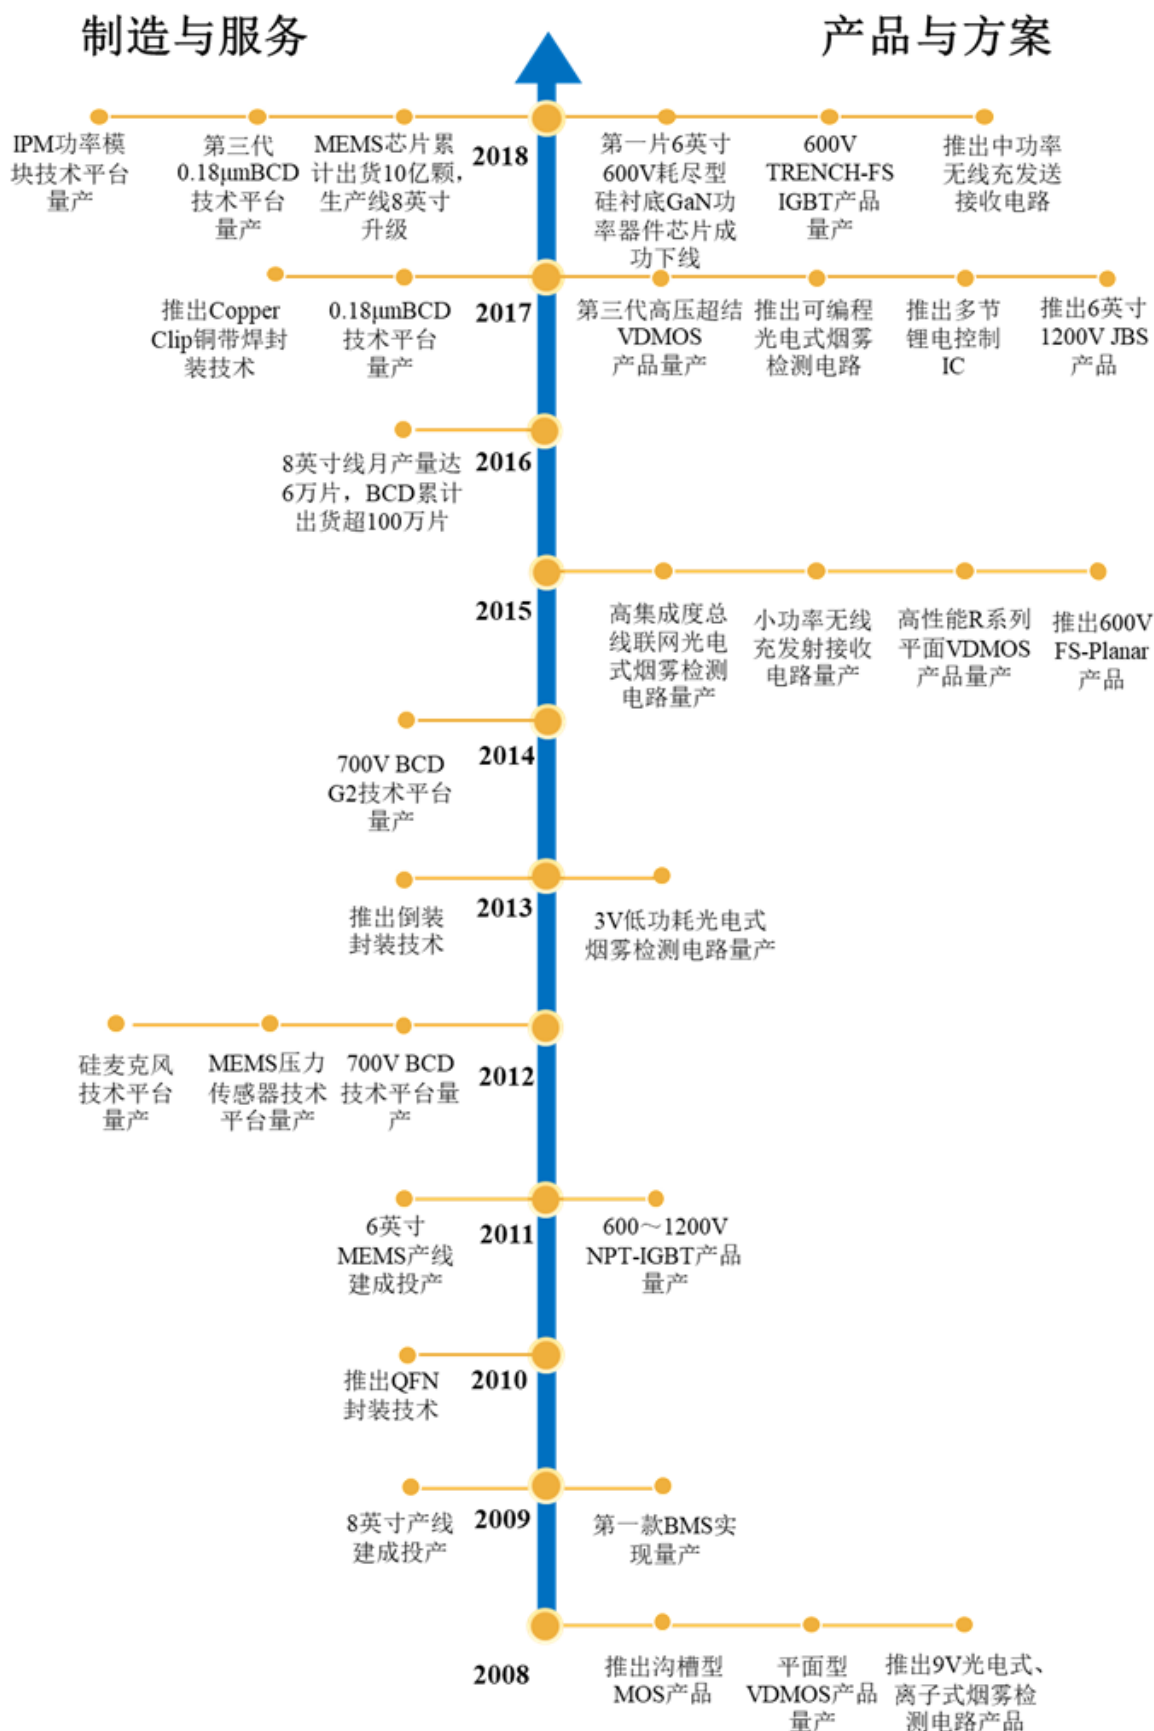 制造与服务
产品与方案
IPM功率模
块技术平台
量产
第三代
0.18μmBCD
技术平台
量产
MEMS芯片累
计出货10亿颗，
生产线8英寸
升级
2018
第一片6英寸
600V耗尽型
硅衬底GaN功
率器件芯片成
功下线
600V
TRENCH-FS
IGBT产品
量产
推出中功率
无线充发送
接收电路
推出Copper
Clip铜带焊封
装技术
0.18μmBCD
技术平台
量产
2017
第三代高压超结
VDMOS
产品量产
推出可编程
光电式烟雾
检测电路
推出多节
锂电控制
IC
推出6英寸
1200V JBS
产品
8英寸线月产量达
6万片，BCD累计
出货超100万片
2016
2015
高集成度总
线联网光电
式烟雾检测
电路量产
小功率无线
充发射接收
电路量产
高性能R系列
平面VDMOS
产品量产
推出600V
FS-Planar
产品
700V BCD
G2技术平台
量产
2014
推出倒装
封装技术
2013
3V低功耗光电式
烟雾检测电路量产
硅麦克风
技术平台
量产
MEMS压力
传感器技术
平台量产
700V BCD
技术平台量
产
2012
6英寸
MEMS产线
建成投产
2011
600～1200V
NPT-IGBT产品
量产
推出QFN
封装技术
2010
8英寸产线
建成投产
2009
第一款BMS实
现量产
2008
推出沟槽型
MOS产品
平面型
VDMOS产品
量产
推出9V光电式、
离子式烟雾检
测电路产品